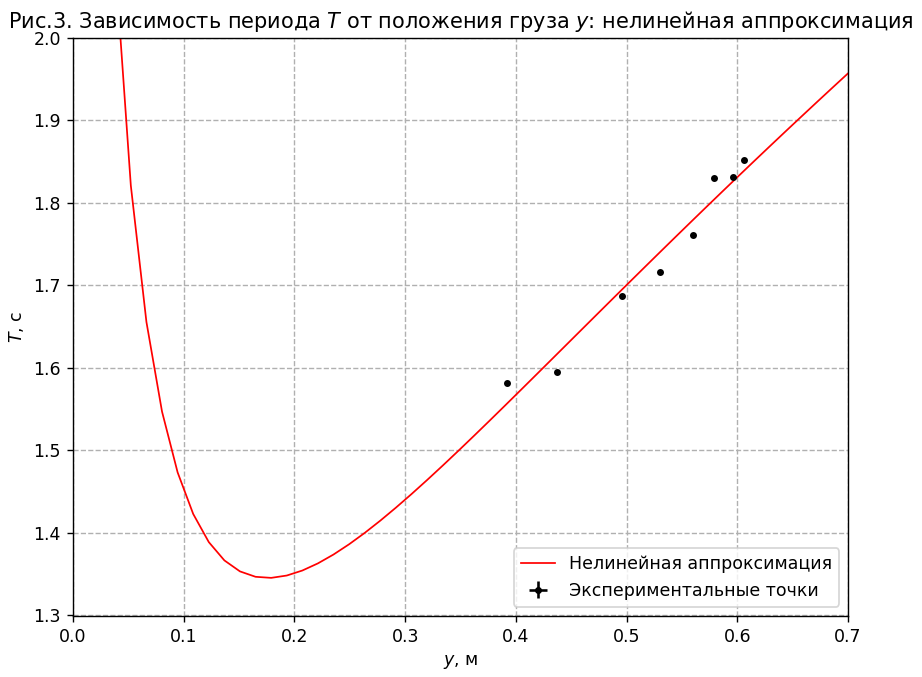 Рис.3. Зависимость периода T от положения груза y: нелинейная аппроксимация
2.0
1.9
1.8
1.7
1.6
1.5
1.4
1.3
T, с
0.0 0.1 0.2 0.3 0.4 0.5 0.6 0.7
y, м
Нелинейная аппроксимация
Экспериментальные точки